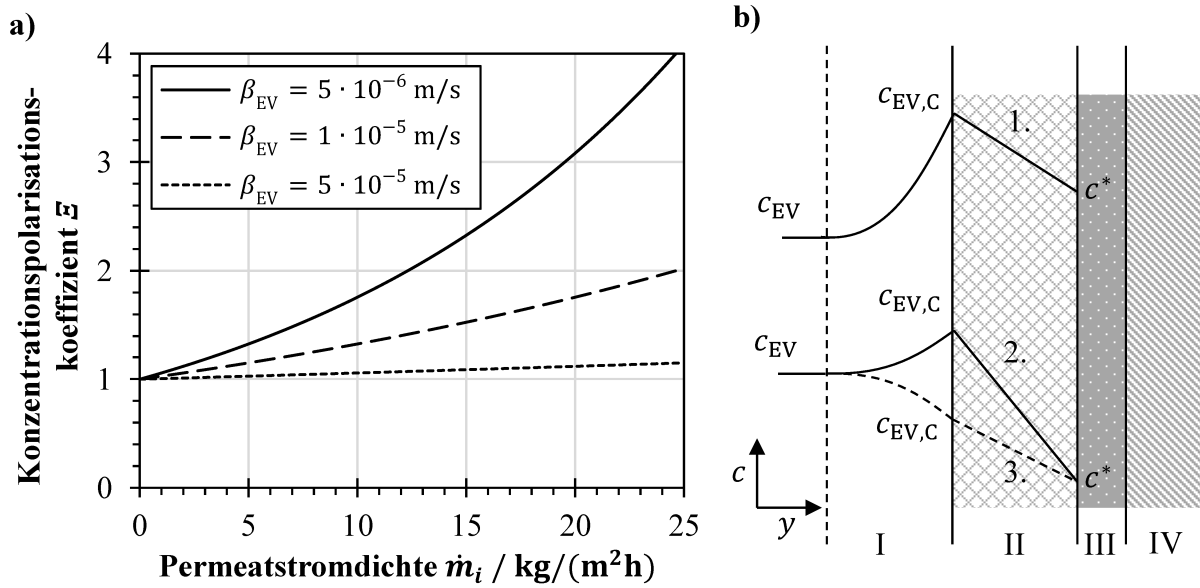 a)
Konzentrationspolarisations-
koeffizient Ξ
4
3
2
1
0
β_EV = 5 · 10⁻⁶ m/s
β_EV = 1 · 10⁻⁵ m/s
β_EV = 5 · 10⁻⁵ m/s
0 5 10 15 20 25
Permeatstromdichte ṁ_i / kg/(m²h)
b)
c_EV,C
1.
c_EV
c*
c_EV,C
c_EV
2.
c_EV,C
3.
c*
c
y
I II III IV